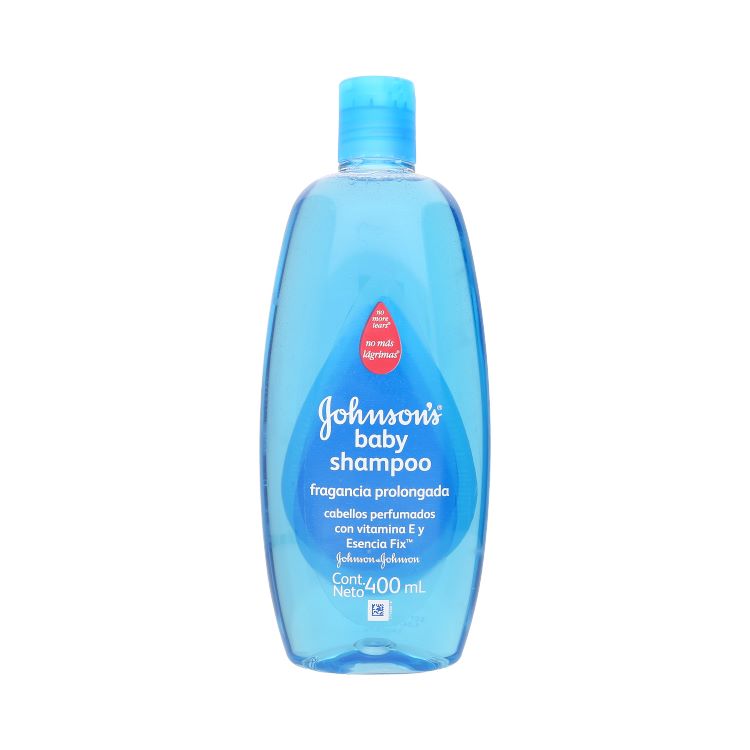 no
more
tears®
no más
lágrimas®
Johnson's®
baby
shampoo
fragancia prolongada
cabellos perfumados
con vitamina E y
Esencia Fix™
Johnson & Johnson
Cont.
Neto 400 mL